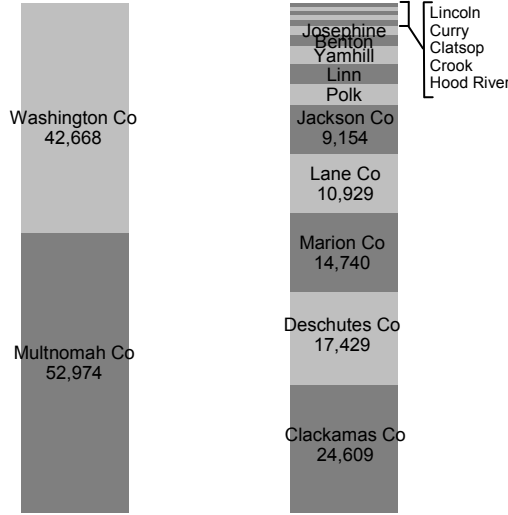 Washington Co
42,668
Multnomah Co
52,974
Josephine
Benton
Yamhill
Linn
Polk
Jackson Co
9,154
Lane Co
10,929
Marion Co
14,740
Deschutes Co
17,429
Clackamas Co
24,609
Lincoln
Curry
Clatsop
Crook
Hood River